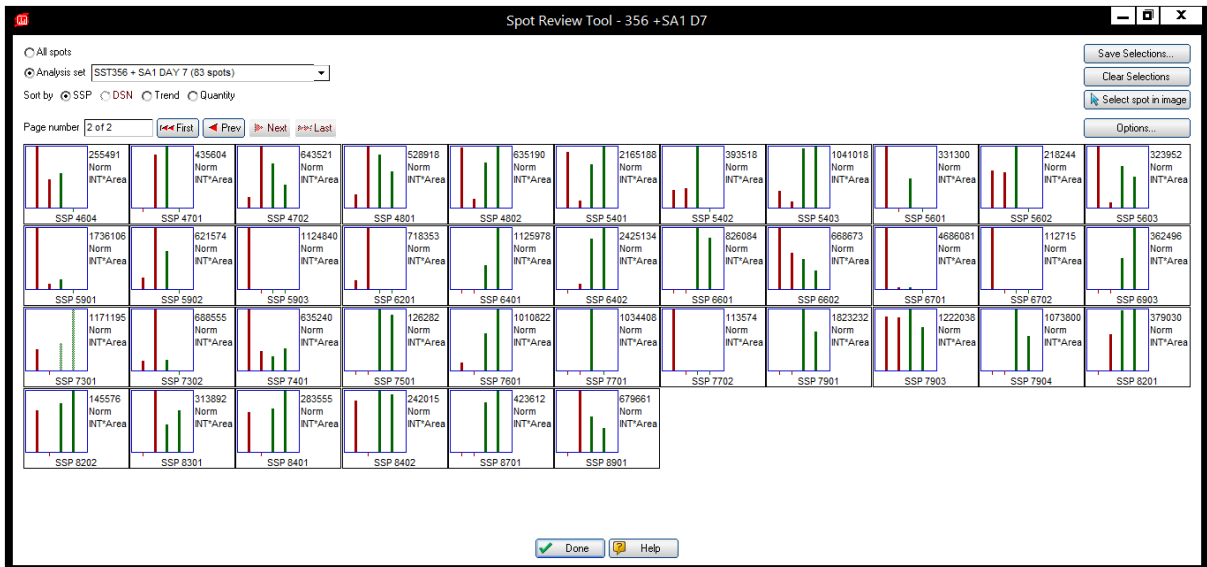 Spot Review Tool - 356 +SA1 D7
All spots
Analysis set SST356 + SA1 DAY 7 (83 spots)
Sort by SSP DSN Trend Quantity
Page number 2 of 2 First Prev Next Last
Save Selections...
Clear Selections
Select spot in image
Options...
255491 Norm INT*Area SSP 4604
435604 Norm INT*Area SSP 4701
643521 Norm INT*Area SSP 4702
528918 Norm INT*Area SSP 4801
635190 Norm INT*Area SSP 4802
2165188 Norm INT*Area SSP 5401
393518 Norm INT*Area SSP 5402
1041018 Norm INT*Area SSP 5403
331300 Norm INT*Area SSP 5601
218244 Norm INT*Area SSP 5602
323952 Norm INT*Area SSP 5603
1736106 Norm INT*Area SSP 5901
621574 Norm INT*Area SSP 5902
1124840 Norm INT*Area SSP 5903
718353 Norm INT*Area SSP 6201
1125978 Norm INT*Area SSP 6401
2425134 Norm INT*Area SSP 6402
826084 Norm INT*Area SSP 6601
668673 Norm INT*Area SSP 6602
4686081 Norm INT*Area SSP 6701
112715 Norm INT*Area SSP 6702
362496 Norm INT*Area SSP 6903
1171195 Norm INT*Area SSP 7301
688555 Norm INT*Area SSP 7302
635240 Norm INT*Area SSP 7401
126282 Norm INT*Area SSP 7501
1010822 Norm INT*Area SSP 7601
1034408 Norm INT*Area SSP 7701
113574 Norm INT*Area SSP 7702
1823232 Norm INT*Area SSP 7901
1222038 Norm INT*Area SSP 7903
1073800 Norm INT*Area SSP 7904
379030 Norm INT*Area SSP 8201
145576 Norm INT*Area SSP 8202
313892 Norm INT*Area SSP 8301
283555 Norm INT*Area SSP 8401
242015 Norm INT*Area SSP 8402
423612 Norm INT*Area SSP 8701
679661 Norm INT*Area SSP 8901
Done Help